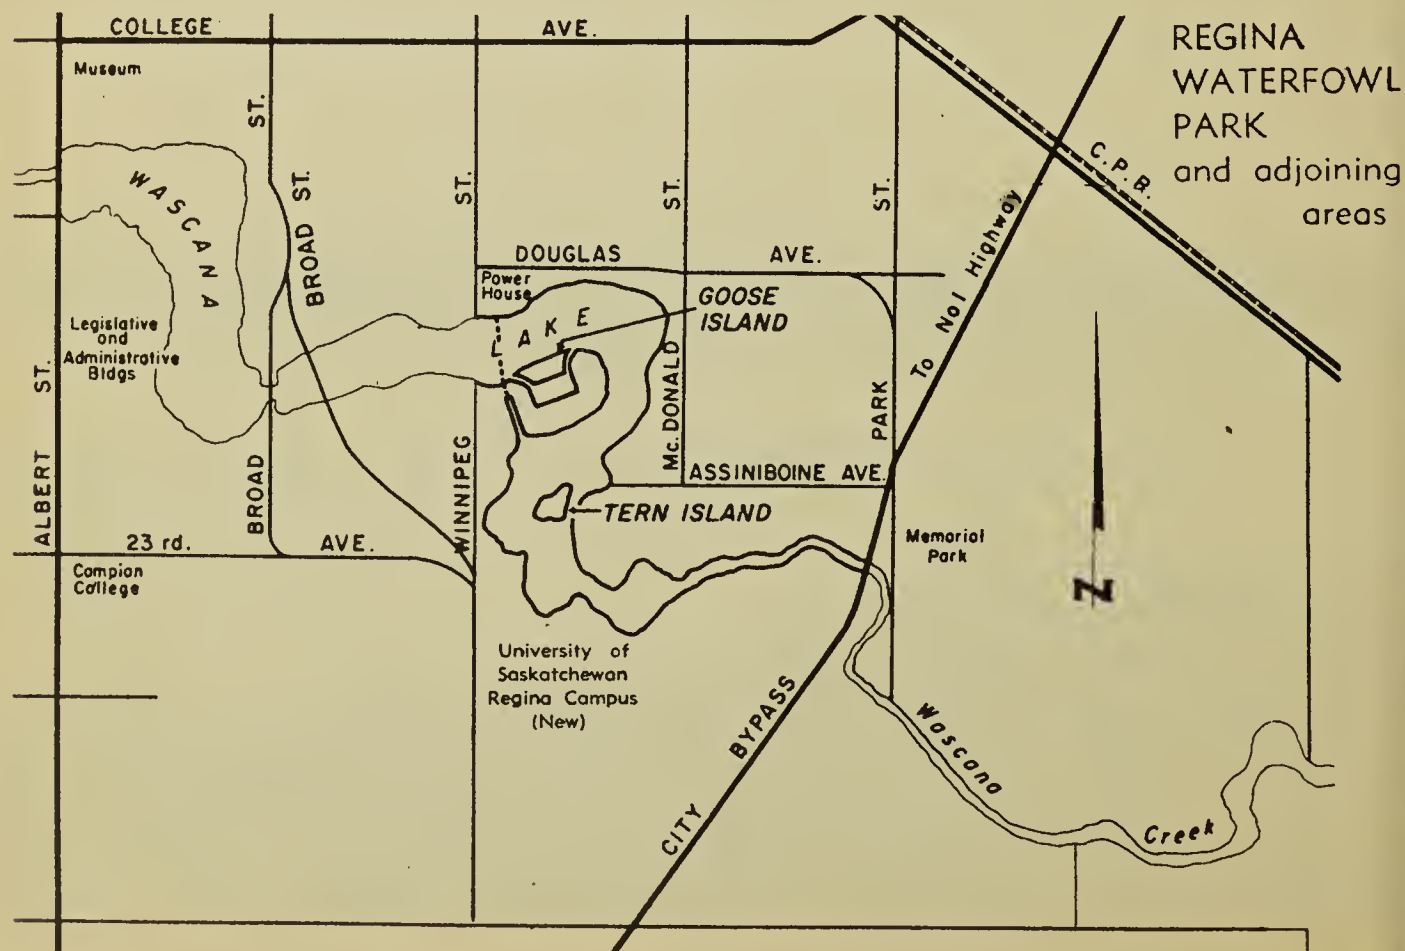 COLLEGE AVE.
REGINA
WATERFOWL
PARK
and adjoining
areas
Museum
BROAD ST.
BROAD ST.
WINNIPEG ST.
Mc.DONALD ST.
PARK ST.
C.P.R.
To No1 Highway
WASCANA LAKE
DOUGLAS AVE.
Power
House
GOOSE
ISLAND
Legislative
and
Administrative
Bldgs
ALBERT ST.
ASSINIBOINE AVE.
TERN ISLAND
23 rd. AVE.
Campian
College
Memorial
Park
N
University of
Saskatchewan
Regina Campus
(New)
CITY BYPASS
Wascana Creek